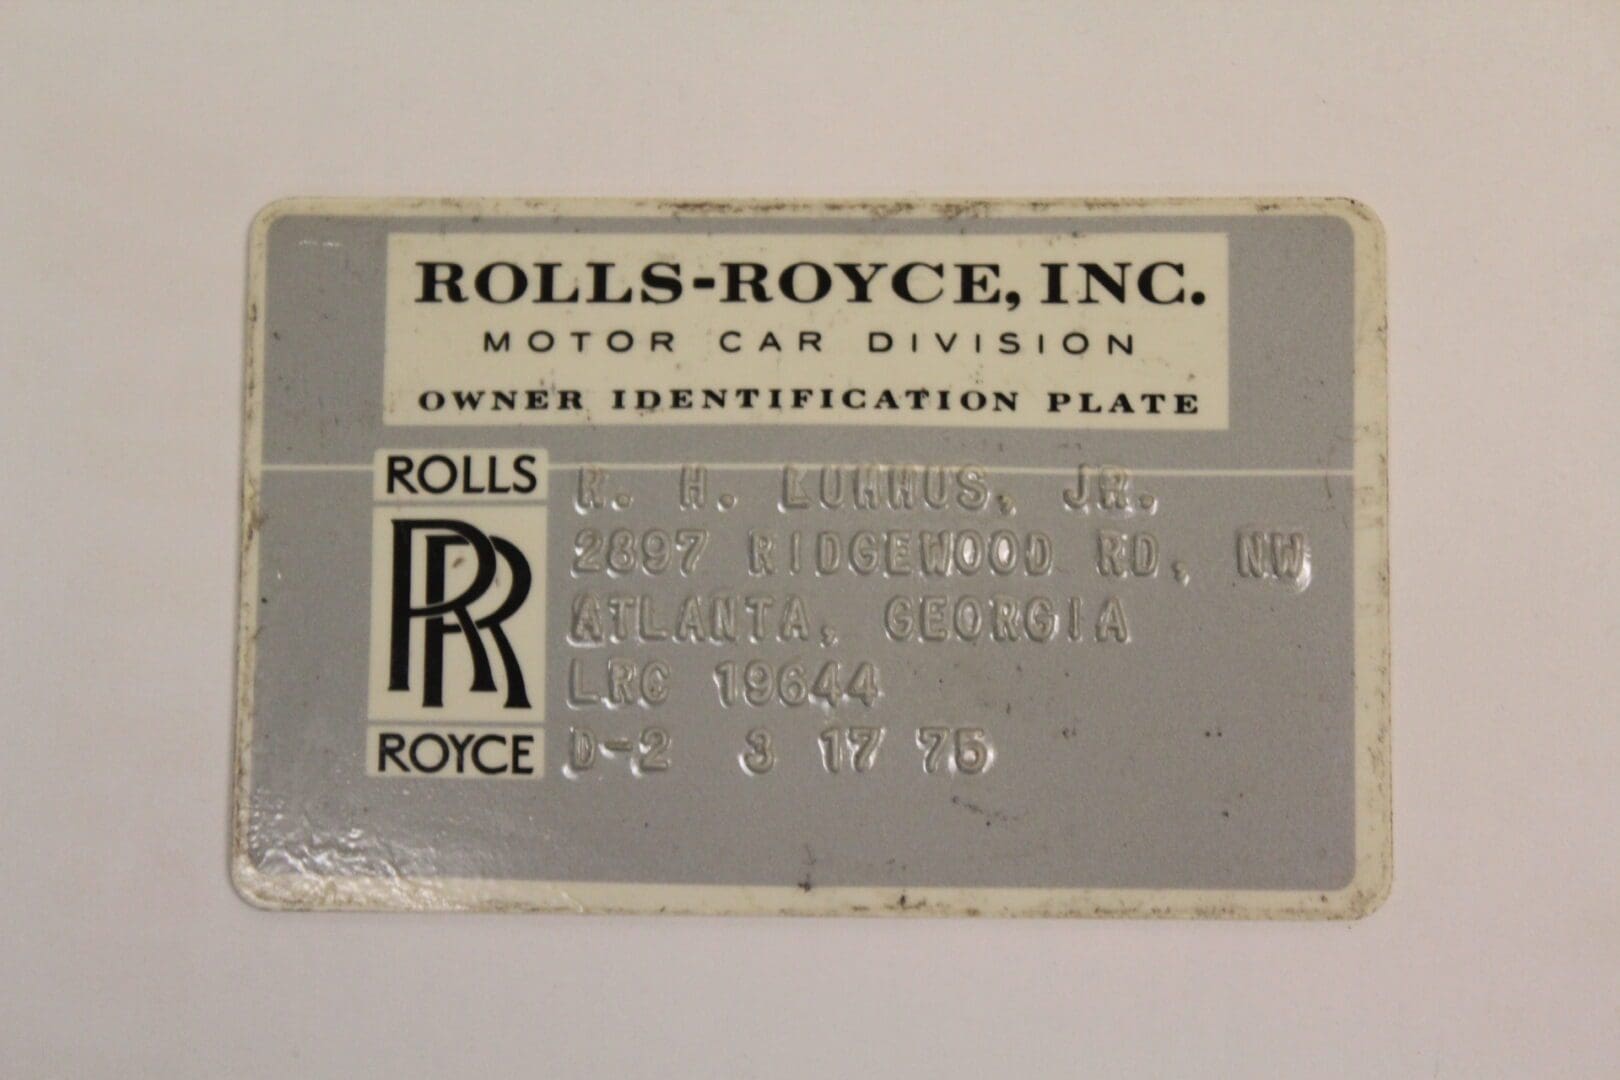 ROLLS-ROYCE, INC.
MOTOR CAR DIVISION
OWNER IDENTIFICATION PLATE
ROLLS
RR
ROYCE
R. H. LUMMUS, JR.
2897 RIDGEWOOD RD, NW
ATLANTA, GEORGIA
LRC 19644
D-2 3 17 75